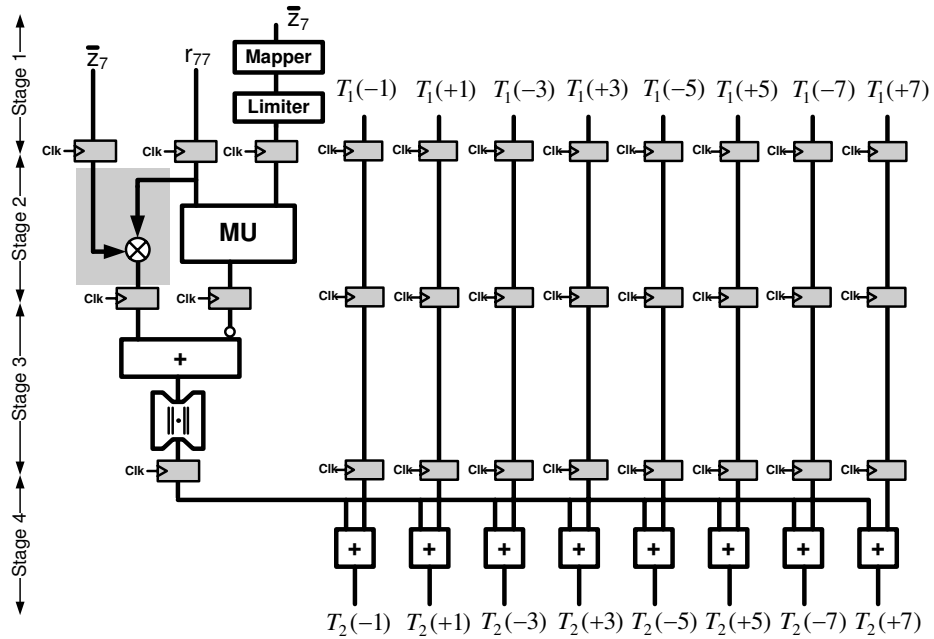 z̄₇
z̄₇ r₇₇ Mapper
Limiter
T₁(−1) T₁(+1) T₁(−3) T₁(+3) T₁(−5) T₁(+5) T₁(−7) T₁(+7)
Stage 1
Clk Clk Clk Clk Clk Clk Clk Clk Clk Clk Clk
Stage 2
MU
Clk Clk Clk Clk Clk Clk Clk Clk Clk Clk
Stage 3
+
||·||
Clk Clk Clk Clk Clk Clk Clk Clk Clk
Stage 4
+ + + + + + + +
T₂(−1) T₂(+1) T₂(−3) T₂(+3) T₂(−5) T₂(+5) T₂(−7) T₂(+7)